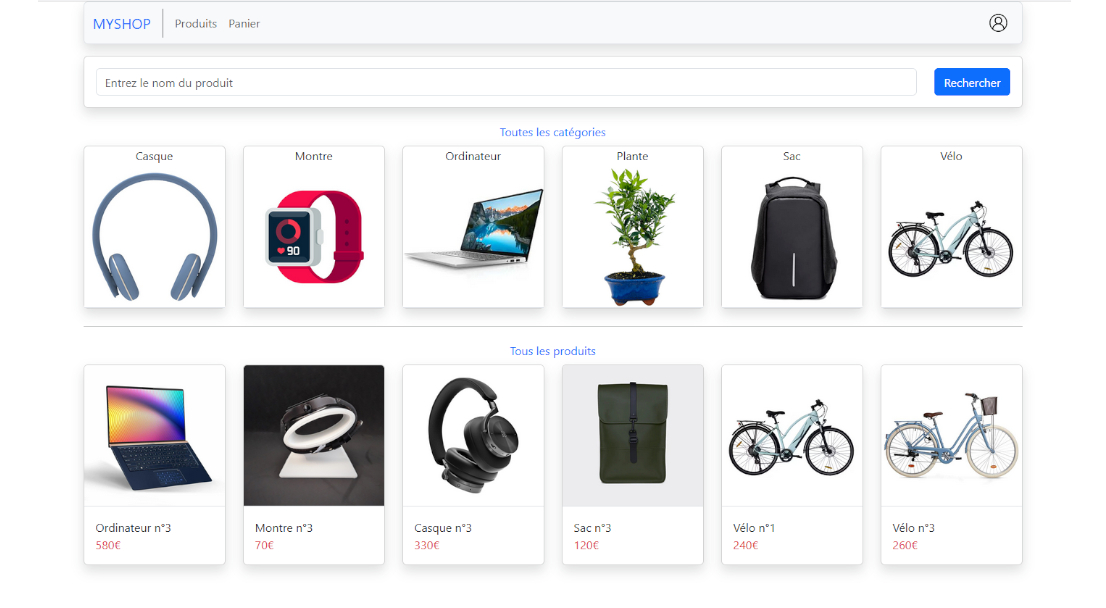 MYSHOP Produits Panier
Entrez le nom du produit Rechercher
Toutes les catégories
Casque Montre Ordinateur Plante Sac Vélo
90
Tous les produits
Ordinateur n°3 Montre n°3 Casque n°3 Sac n°3 Vélo n°1 Vélo n°3
580€ 70€ 330€ 120€ 240€ 260€